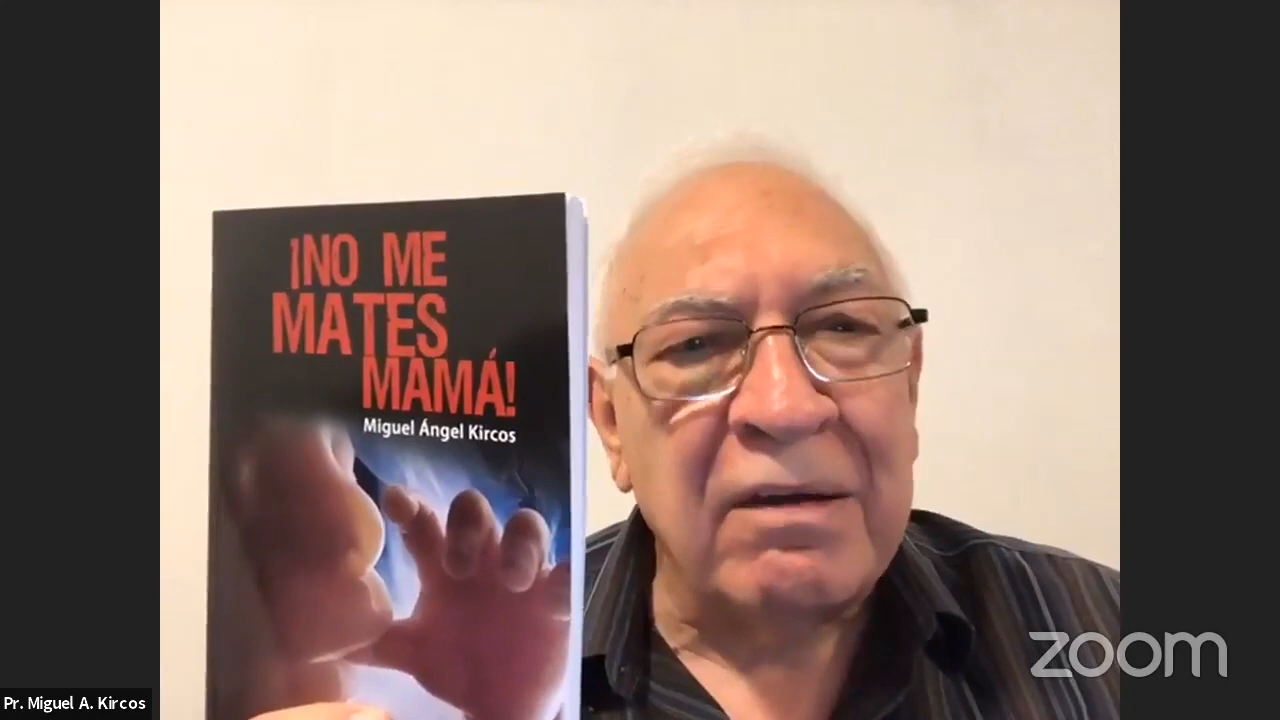 ¡NO ME
MATES
MAMÁ!
Miguel Ángel Kircos
Pr. Miguel A. Kircos
zoom